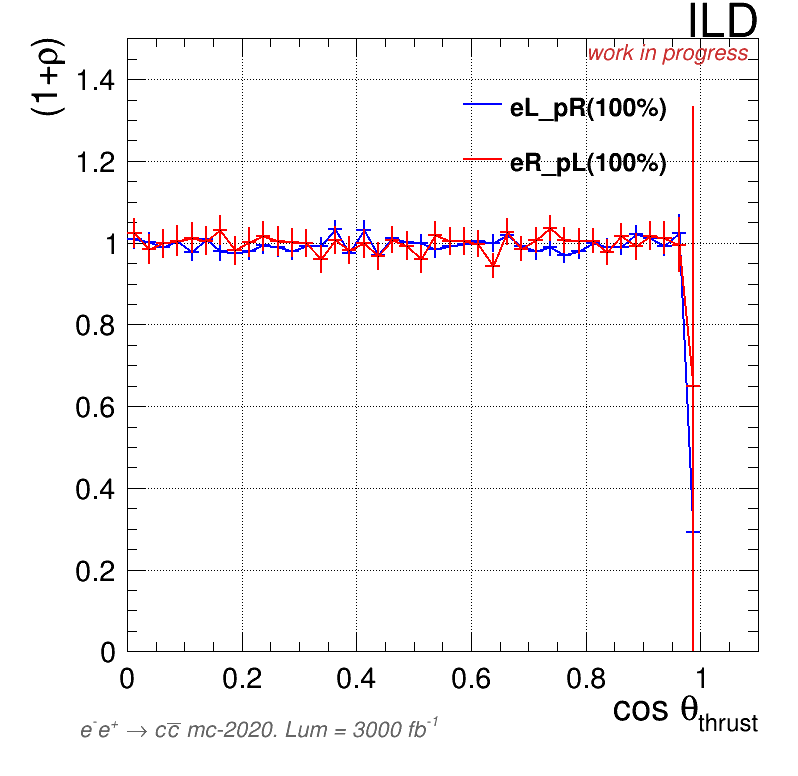 ILD
work in progress
(1+ρ)
eL_pR(100%)
eR_pL(100%)
1.4
1.2
1
0.8
0.6
0.4
0.2
0
0 0.2 0.4 0.6 0.8 1
cos θthrust
e⁻e⁺ → cc̅ mc-2020. Lum = 3000 fb⁻¹